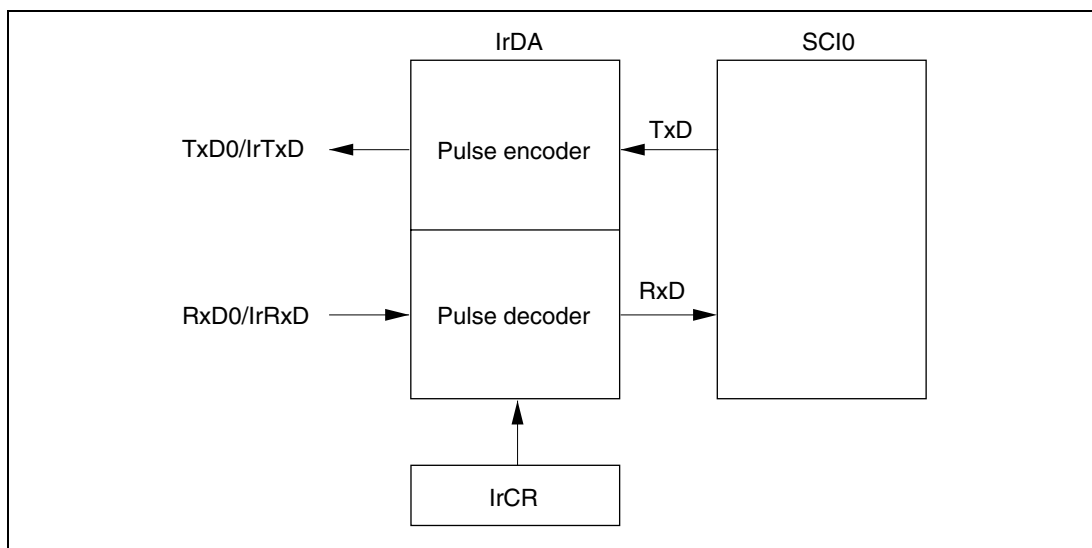 IrDA
SCI0
TxD0/IrTxD
Pulse encoder
TxD
RxD0/IrRxD
Pulse decoder
RxD
IrCR